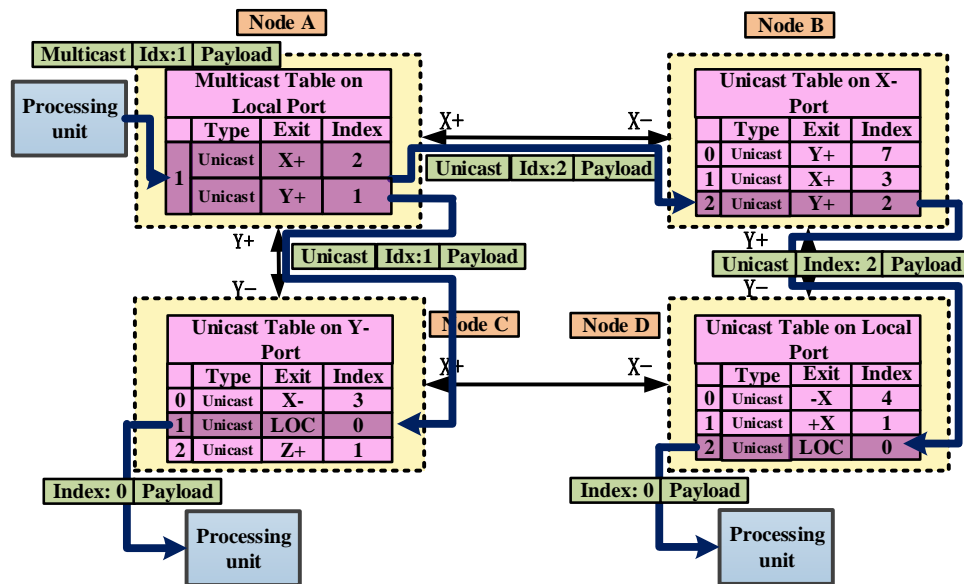 Node A
Node B
Multicast Idx:1 Payload
Processing
unit
Multicast Table on
Local Port
Type Exit Index
1
Unicast X+ 2
Unicast Y+ 1
X+
X-
Unicast Idx:2 Payload
Unicast Table on X-
Port
Type Exit Index
0 Unicast Y+ 7
1 Unicast X+ 3
2 Unicast Y+ 2
Y+
Unicast Idx:1 Payload
Y-
Y+
Unicast Index: 2 Payload
Y-
Node C
Node D
Unicast Table on Y-
Port
Type Exit Index
0 Unicast X- 3
1 Unicast LOC 0
2 Unicast Z+ 1
X+
X-
Unicast Table on Local
Port
Type Exit Index
0 Unicast -X 4
1 Unicast +X 1
2 Unicast LOC 0
Index: 0 Payload
Processing
unit
Index: 0 Payload
Processing
unit